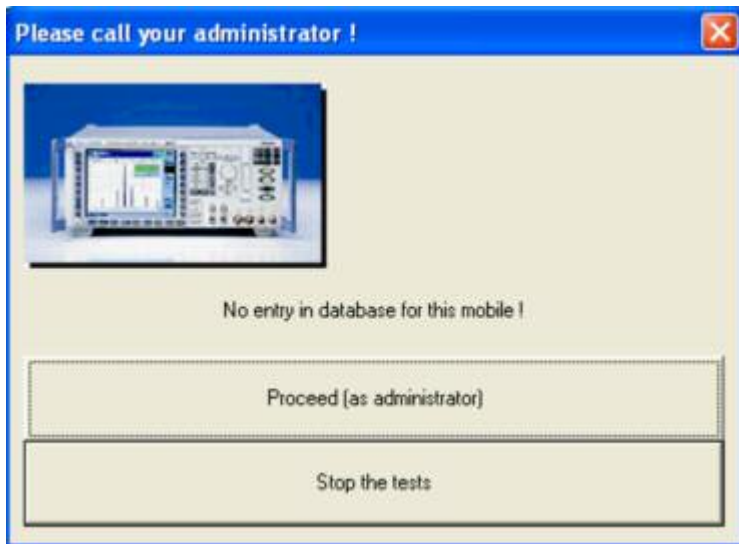 Please call your administrator !
No entry in database for this mobile !
Proceed (as administrator)
Stop the tests